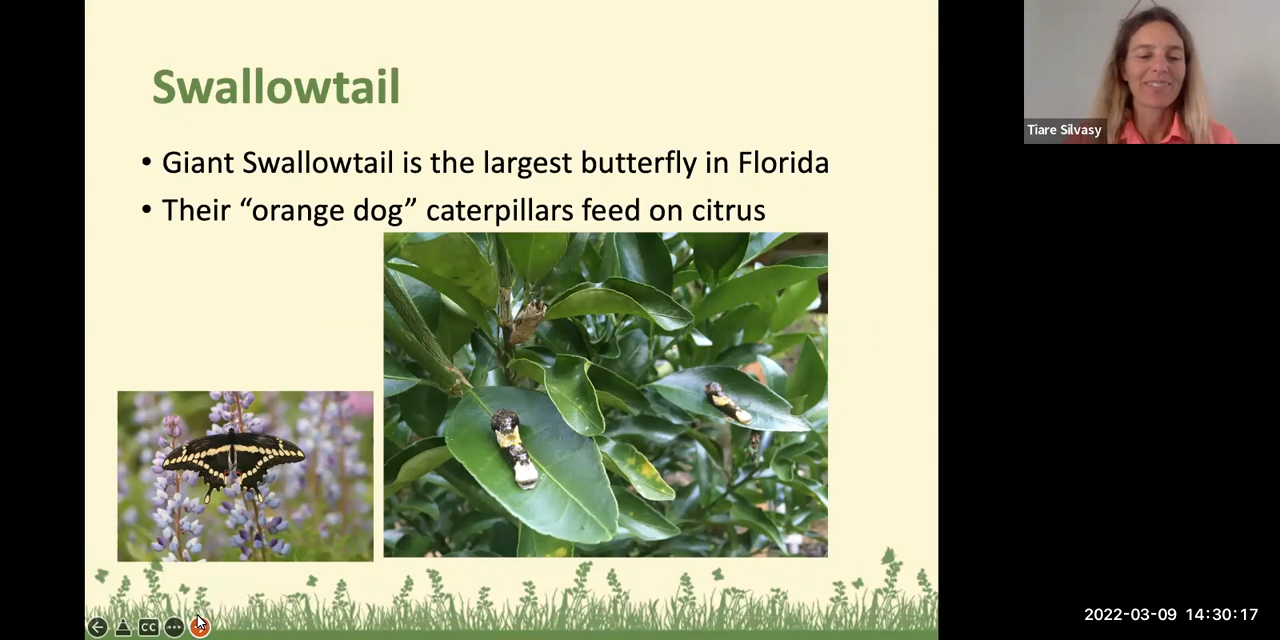 Swallowtail
• Giant Swallowtail is the largest butterfly in Florida
• Their “orange dog” caterpillars feed on citrus
Tiare Silvasy
CC
2022-03-09 14:30:17